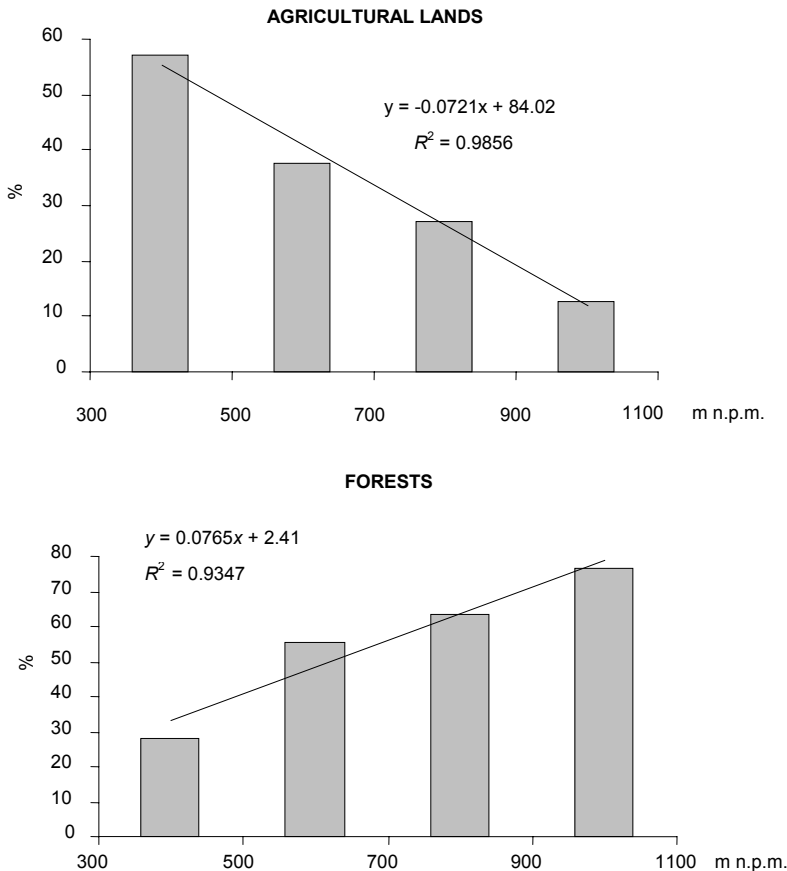 AGRICULTURAL LANDS
60
50
40
30
20
10
0
%
y = -0.0721x + 84.02
R² = 0.9856
300 500 700 900 1100 m n.p.m.
FORESTS
y = 0.0765x + 2.41
R² = 0.9347
80
70
60
50
40
30
20
10
0
%
300 500 700 900 1100 m n.p.m.